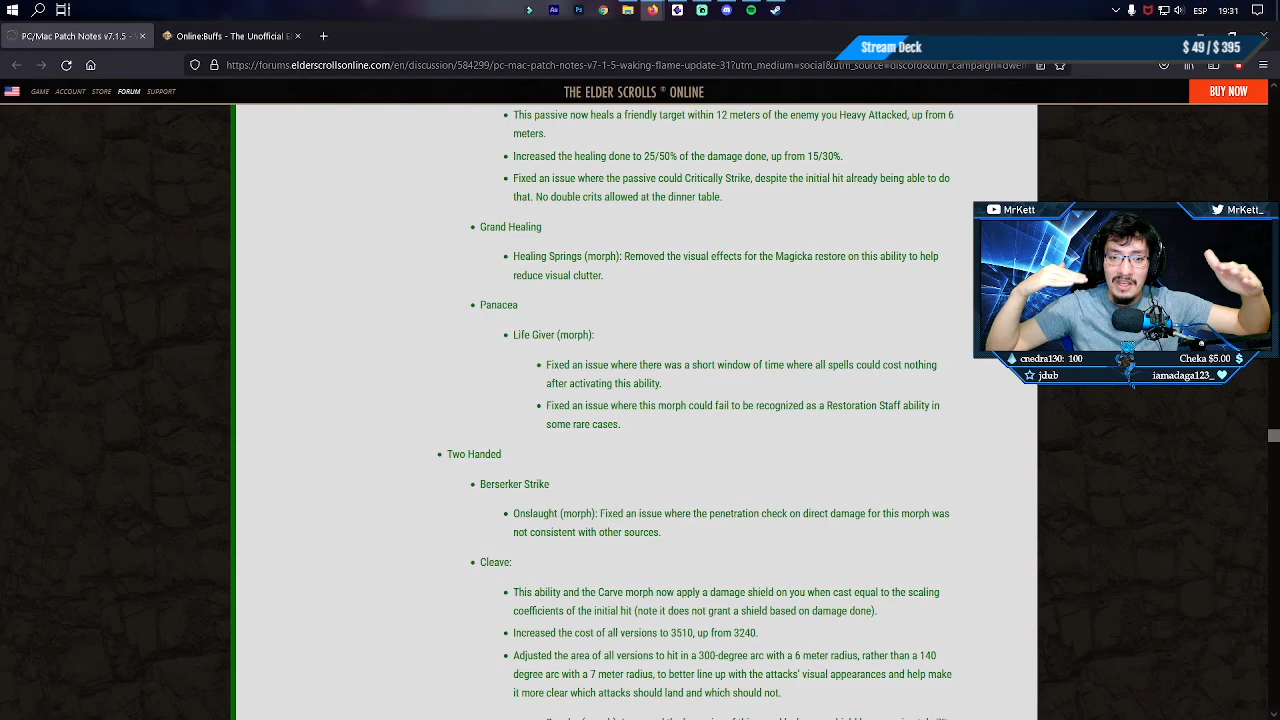 19:31
PC/Mac Patch Notes v7.1.5 -
Online:Buffs - The Unofficial E
Stream Deck
$ 49 / $ 395
https://forums.elderscrollsonline.com/en/discussion/584299/pc-mac-patch-notes-v7-1-5-waking-flame-update-31?utm_medium=social&utm_source=discord&utm_campaign=dwem
GAME ACCOUNT STORE FORUM SUPPORT
THE ELDER SCROLLS ® ONLINE
BUY NOW
• This passive now heals a friendly target within 12 meters of the enemy you Heavy Attacked, up from 6
meters.
• Increased the healing done to 25/50% of the damage done, up from 15/30%.
• Fixed an issue where the passive could Critically Strike, despite the initial hit already being able to do
that. No double crits allowed at the dinner table.
MrKett
MrKett_
• Grand Healing
• Healing Springs (morph): Removed the visual effects for the Magicka restore on this ability to help
reduce visual clutter.
• Panacea
• Life Giver (morph):
• Fixed an issue where there was a short window of time where all spells could cost nothing
after activating this ability.
cnedra130: 100
Cheka $5.00
jdub
iamadaga123_
• Fixed an issue where this morph could fail to be recognized as a Restoration Staff ability in
some rare cases.
• Two Handed
• Berserker Strike
• Onslaught (morph): Fixed an issue where the penetration check on direct damage for this morph was
not consistent with other sources.
• Cleave:
• This ability and the Carve morph now apply a damage shield on you when cast equal to the scaling
coefficients of the initial hit (note it does not grant a shield based on damage done).
• Increased the cost of all versions to 3510, up from 3240.
• Adjusted the area of all versions to hit in a 300-degree arc with a 6 meter radius, rather than a 140
degree arc with a 7 meter radius, to better line up with the attacks' visual appearances and help make
it more clear which attacks should land and which should not.